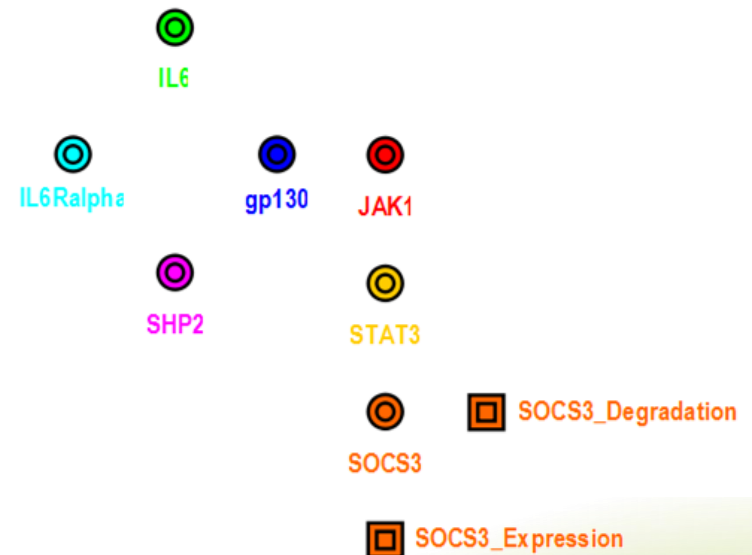 IL6
IL6Ralpha
gp130
JAK1
SHP2
STAT3
SOCS3_Degradation
SOCS3
SOCS3_Expression